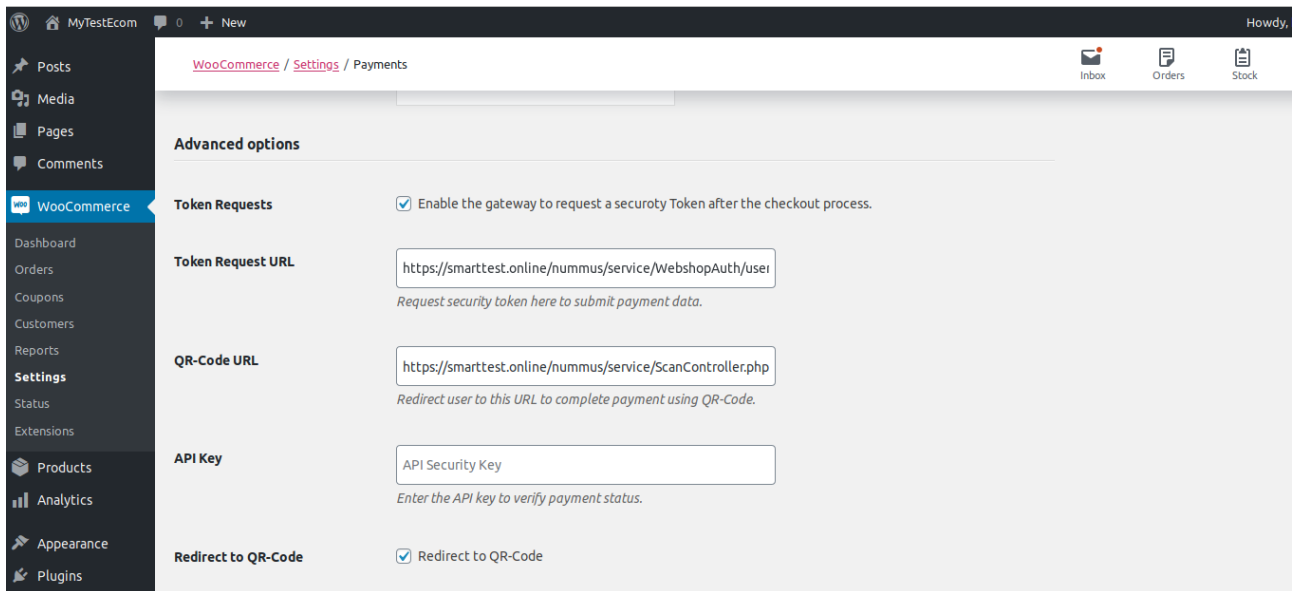 MyTestEcom 0 + New Howdy,
Posts
Media
Pages
Comments
WOO WooCommerce
Dashboard
Orders
Coupons
Customers
Reports
Settings
Status
Extensions
Products
Analytics
Appearance
Plugins
WooCommerce / Settings / Payments
Inbox Orders Stock
Advanced options
Token Requests Enable the gateway to request a securoty Token after the checkout process.
Token Request URL https://smarttest.online/nummus/service/WebshopAuth/user
Request security token here to submit payment data.
QR-Code URL https://smarttest.online/nummus/service/ScanController.php
Redirect user to this URL to complete payment using QR-Code.
API Key API Security Key
Enter the API key to verify payment status.
Redirect to QR-Code Redirect to QR-Code